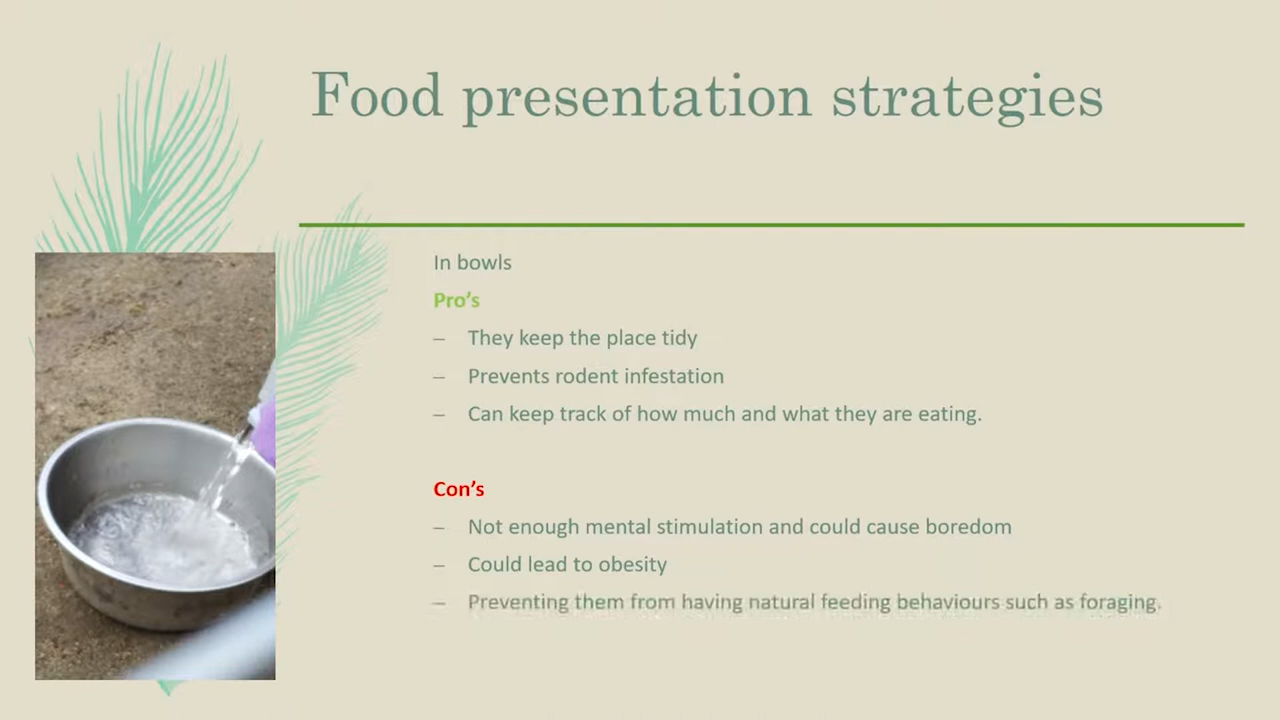 Food presentation strategies
In bowls
Pro's
– They keep the place tidy
– Prevents rodent infestation
– Can keep track of how much and what they are eating.
Con's
– Not enough mental stimulation and could cause boredom
– Could lead to obesity
– Preventing them from having natural feeding behaviours such as foraging.